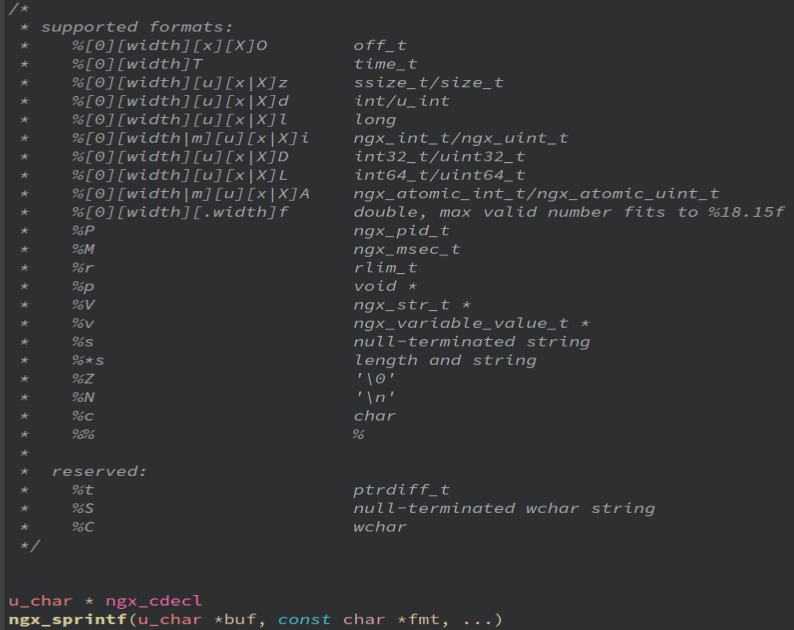 /*
 * supported formats:
 *    %[0][width][x][X]O        off_t
 *    %[0][width]T              time_t
 *    %[0][width][u][x|X]z      ssize_t/size_t
 *    %[0][width][u][x|X]d      int/u_int
 *    %[0][width][u][x|X]l      long
 *    %[0][width|m][u][x|X]i    ngx_int_t/ngx_uint_t
 *    %[0][width][u][x|X]D      int32_t/uint32_t
 *    %[0][width][u][x|X]L      int64_t/uint64_t
 *    %[0][width|m][u][x|X]A    ngx_atomic_int_t/ngx_atomic_uint_t
 *    %[0][width][.width]f      double, max valid number fits to %18.15f
 *    %P                        ngx_pid_t
 *    %M                        ngx_msec_t
 *    %r                        rlim_t
 *    %p                        void *
 *    %V                        ngx_str_t *
 *    %v                        ngx_variable_value_t *
 *    %s                        null-terminated string
 *    %*s                       length and string
 *    %Z                        '\0'
 *    %N                        '\n'
 *    %c                        char
 *    %%                        %
 *
 *  reserved:
 *    %t                        ptrdiff_t
 *    %S                        null-terminated wchar string
 *    %C                        wchar
 */
u_char * ngx_cdecl
ngx_sprintf(u_char *buf, const char *fmt, ...)